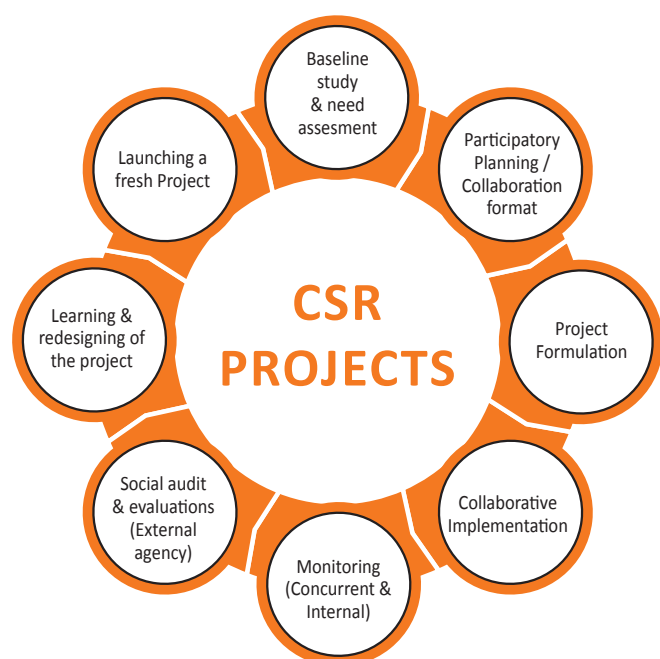 Baseline
study
& need
assesment
Participatory
Planning /
Collaboration
format
Project
Formulation
Collaborative
Implementation
Monitoring
(Concurrent &
Internal)
Social audit
& evaluations
(External
agency)
Learning &
redesigning of
the project
Launching a
fresh Project
CSR
PROJECTS